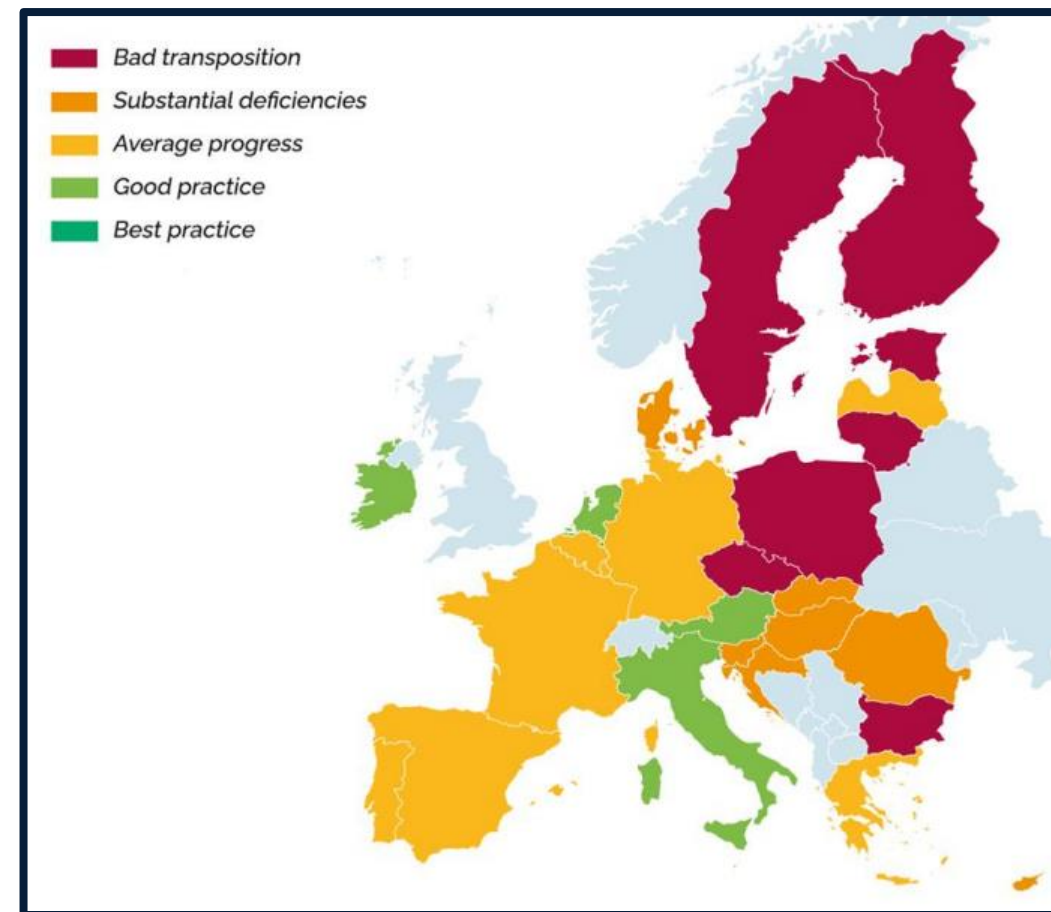 Bad transposition
Substantial deficiencies
Average progress
Good practice
Best practice